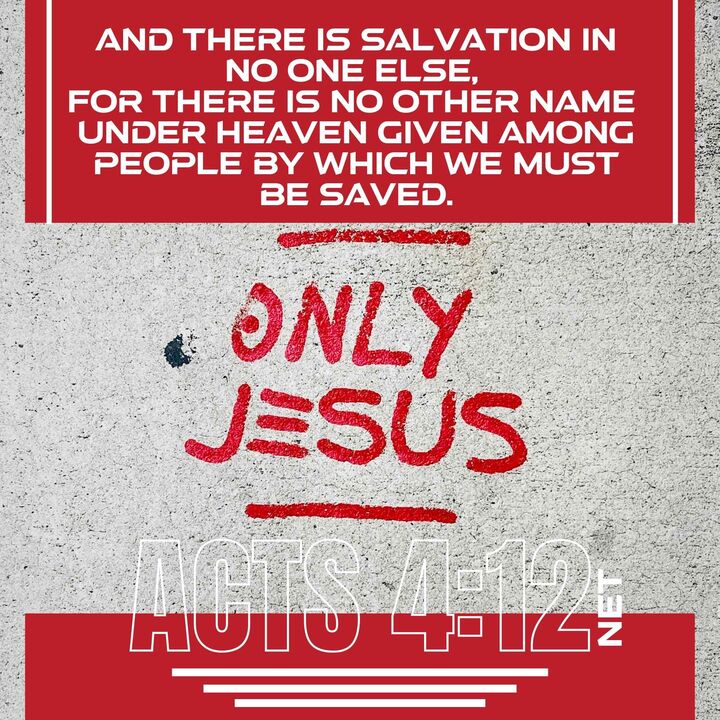 AND THERE IS SALVATION IN
NO ONE ELSE,
FOR THERE IS NO OTHER NAME
UNDER HEAVEN GIVEN AMONG
PEOPLE BY WHICH WE MUST
BE SAVED.
ONLY
JESUS
ACTS 4:12
NET